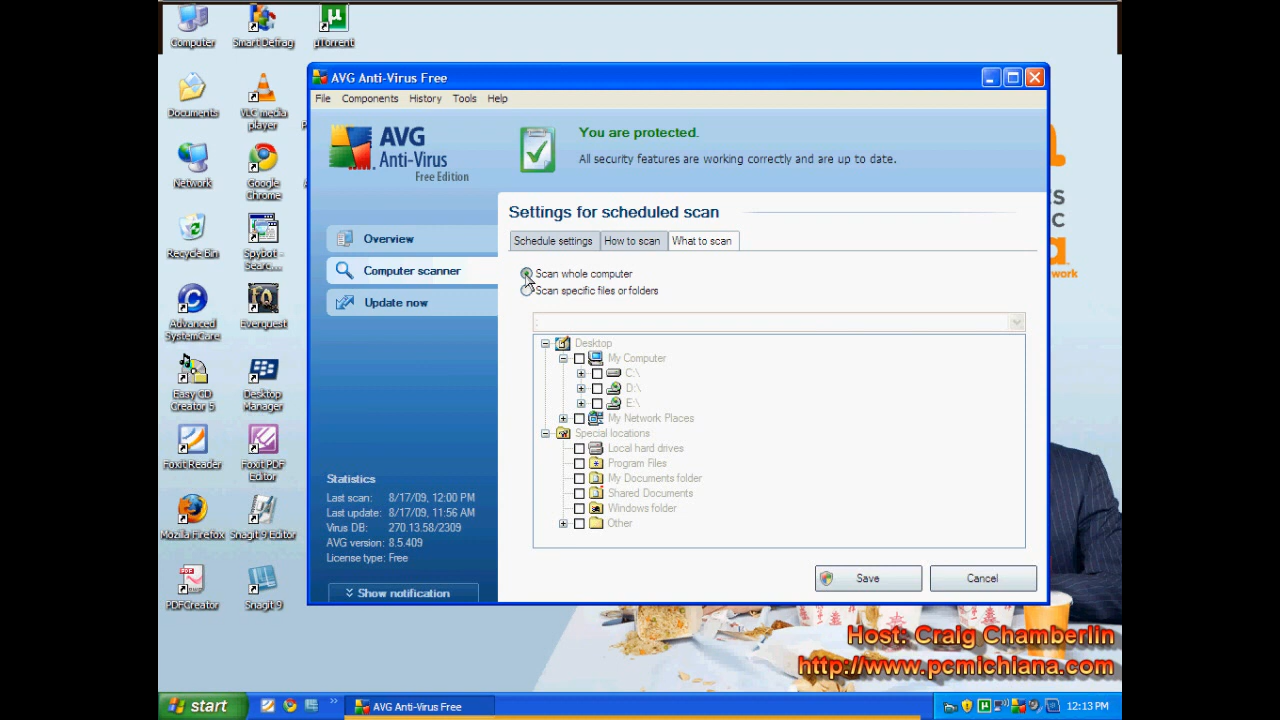 Computer
Smart Defrag
µTorrent
Documents
VLC media
player
Network
Google
Chrome
Recycle Bin
Spybot -
Searc...
Advanced
SystemCare
Everquest
Easy CD
Creator 5
Desktop
Manager
Foxit Reader
Foxit PDF
Editor
Mozilla Firefox
Snagit 9 Editor
PDFCreator
Snagit 9
AVG Anti-Virus Free
File Components History Tools Help
AVG
Anti-Virus
Free Edition
You are protected.
All security features are working correctly and are up to date.
Overview
Computer scanner
Update now
Settings for scheduled scan
Schedule settings How to scan What to scan
Scan whole computer
Scan specific files or folders
;
Desktop
My Computer
C:\
D:\
E:\
My Network Places
Special locations
Local hard drives
Program Files
My Documents folder
Shared Documents
Windows folder
Other
Statistics
Last scan: 8/17/09, 12:00 PM
Last update: 8/17/09, 11:56 AM
Virus DB: 270.13.58/2309
AVG version: 8.5.409
License type: Free
Show notification
Save Cancel
Host: Craig Chamberlin
http://www.pcmichiana.com
start
AVG Anti-Virus Free
12:13 PM